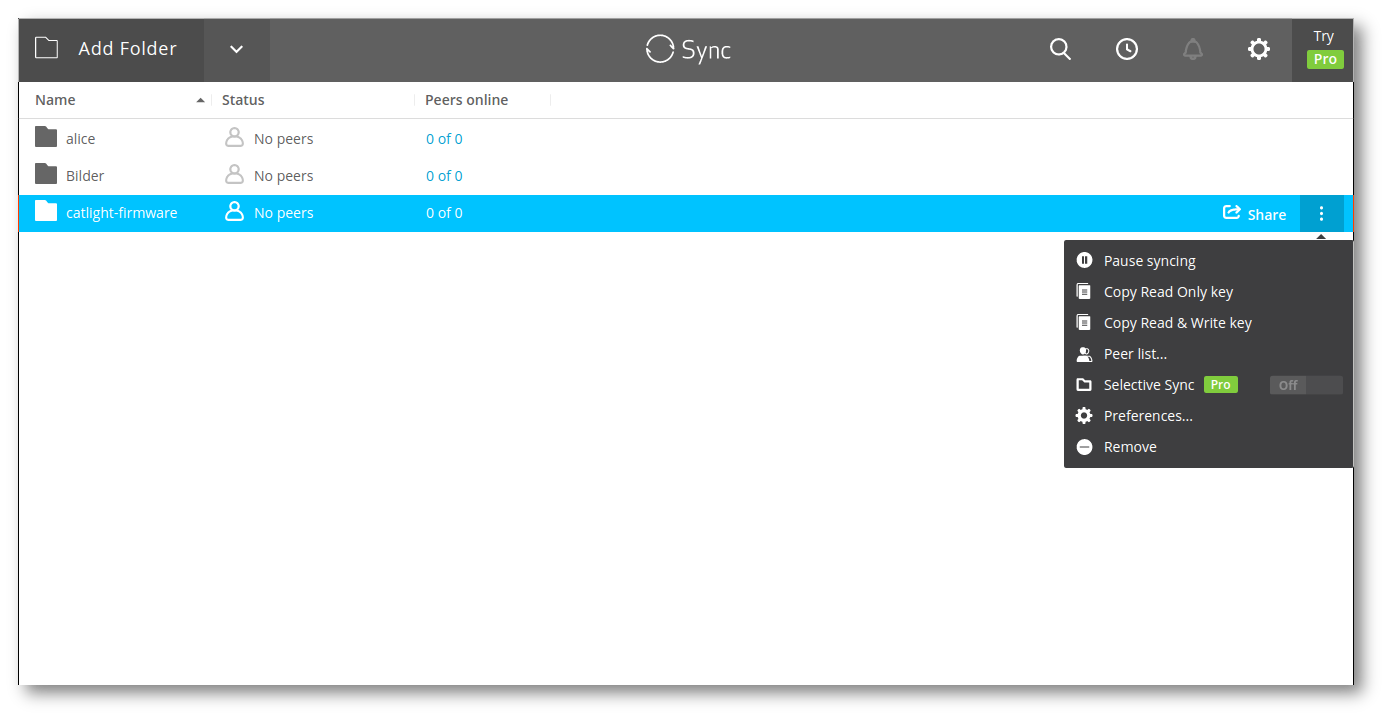 Add Folder Sync Try
Pro
Name Status Peers online
alice No peers 0 of 0
Bilder No peers 0 of 0
catlight-firmware No peers 0 of 0 Share
Pause syncing
Copy Read Only key
Copy Read & Write key
Peer list...
Selective Sync Pro Off
Preferences...
Remove